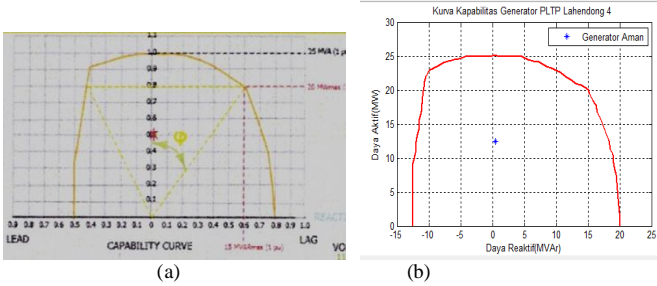 25 MVA (1 pu
20 MWmax (
1.0
0.9
0.8
0.7
0.6
0.5
0.4
0.3
0.2
0.1
φ
REACT
0.9 0.8 0.7 0.6 0.5 0.4 0.3 0.2 0.1 0 0.1 0.2 0.3 0.4 0.5 0.6 0.7 0.8 0.9 1.0
LEAD CAPABILITY CURVE LAG VO
(a)
Kurva Kapabilitas Generator PLTP Lahendong 4
Generator Aman
30
25
20
15
10
5
0
Daya Aktif(MW)
-15 -10 -5 0 5 10 15 20 25
Daya Reaktif(MVAr)
(b)